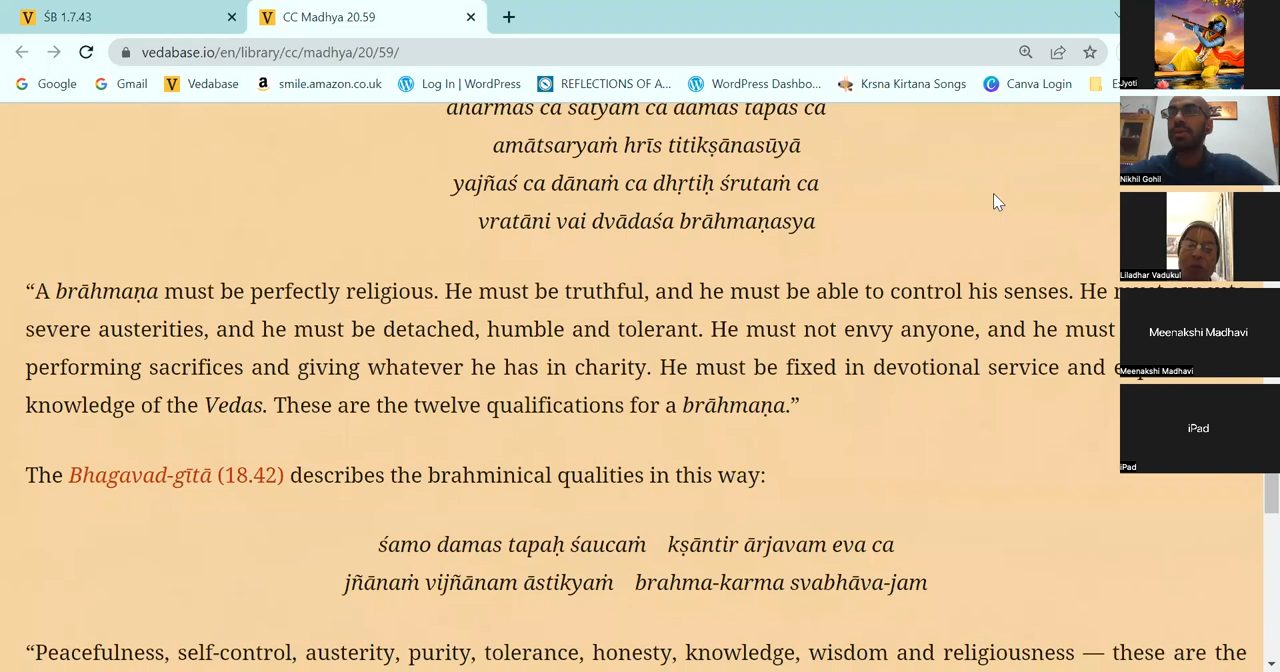 ŚB 1.7.43
CC Madhya 20.59
vedabase.io/en/library/cc/madhya/20/59/
Google Gmail Vedabase smile.amazon.co.uk Log In | WordPress REFLECTIONS OF A... WordPress Dashbo... Krsna Kirtana Songs Canva Login
dharmaś ca satyaṁ ca damas tapaś ca
amātsaryaṁ hrīs titikṣānasūyā
yajñaś ca dānaṁ ca dhṛtiḥ śrutaṁ ca
vratāni vai dvādaśa brāhmaṇasya
“A brāhmaṇa must be perfectly religious. He must be truthful, and he must be able to control his senses. He
severe austerities, and he must be detached, humble and tolerant. He must not envy anyone, and he must
performing sacrifices and giving whatever he has in charity. He must be fixed in devotional service and
knowledge of the Vedas. These are the twelve qualifications for a brāhmaṇa.”
The Bhagavad-gītā (18.42) describes the brahminical qualities in this way:
śamo damas tapaḥ śaucaṁ kṣāntir ārjavam eva ca
jñānaṁ vijñānam āstikyaṁ brahma-karma svabhāva-jam
“Peacefulness, self-control, austerity, purity, tolerance, honesty, knowledge, wisdom and religiousness — these are the
Jyoti
Nikhil Gohil
Liladhar Vadukul
Meenakshi Madhavi
Meenakshi Madhavi
iPad
iPad